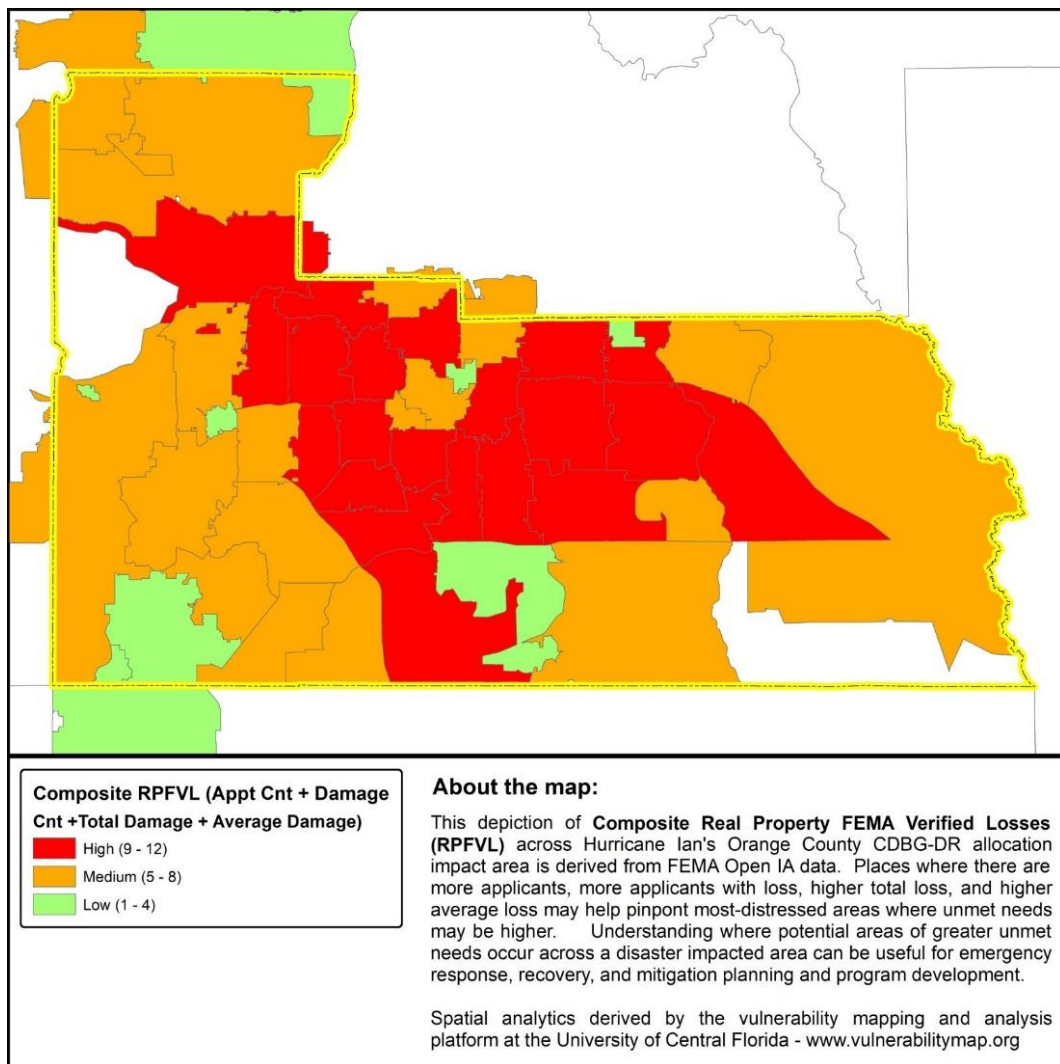 Composite RPFVL (Appt Cnt + Damage
Cnt +Total Damage + Average Damage)
High (9 - 12)
Medium (5 - 8)
Low (1 - 4)
About the map:
This depiction of Composite Real Property FEMA Verified Losses
(RPFVL) across Hurricane Ian's Orange County CDBG-DR allocation
impact area is derived from FEMA Open IA data. Places where there are
more applicants, more applicants with loss, higher total loss, and higher
average loss may help pinpont most-distressed areas where unmet needs
may be higher. Understanding where potential areas of greater unmet
needs occur across a disaster impacted area can be useful for emergency
response, recovery, and mitigation planning and program development.
Spatial analytics derived by the vulnerability mapping and analysis
platform at the University of Central Florida - www.vulnerabilitymap.org